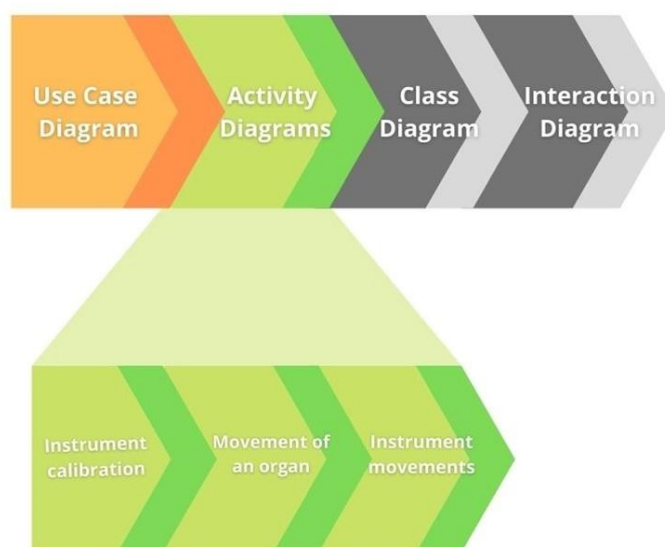 Use Case
Diagram
Activity
Diagrams
Class
Diagram
Interaction
Diagram
Instrument
calibration
Movement of
an organ
Instrument
movements